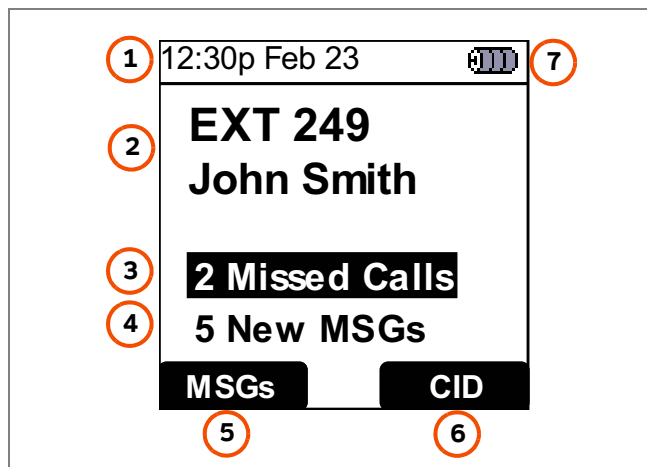 1 12:30p Feb 23 7
2 EXT 249
John Smith
3 2 Missed Calls
4 5 New MSGs
MSGs CID
5 6